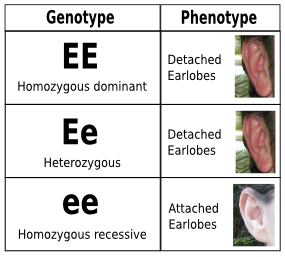 Genotype
Phenotype
EE
Homozygous dominant
Detached
Earlobes
Ee
Heterozygous
Detached
Earlobes
ee
Homozygous recessive
Attached
Earlobes